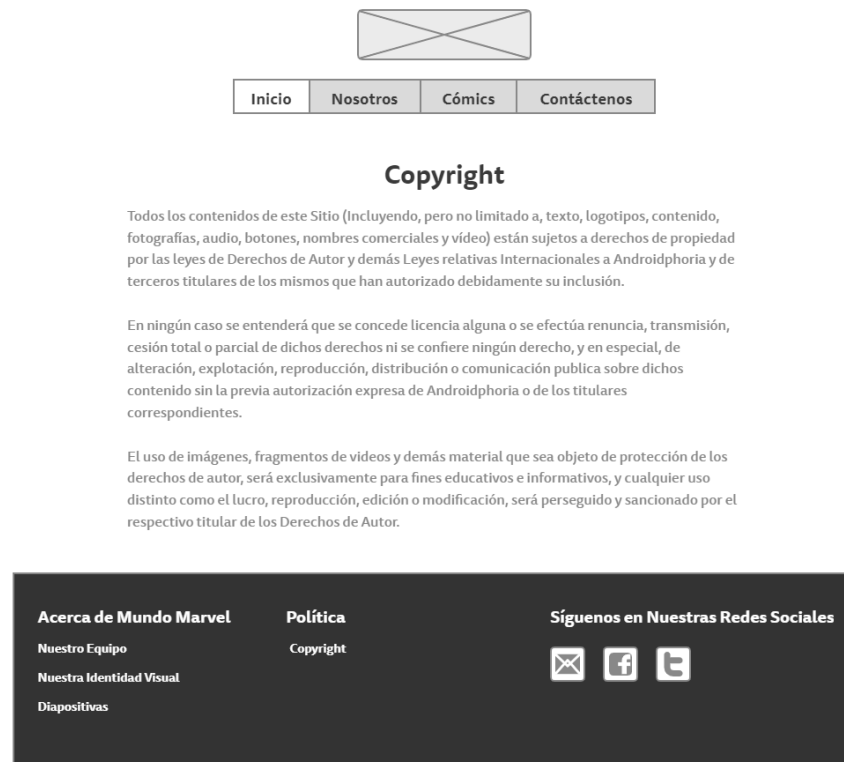 Inicio Nosotros Cómics Contáctenos
Copyright
Todos los contenidos de este Sitio (Incluyendo, pero no limitado a, texto, logotipos, contenido,
fotografías, audio, botones, nombres comerciales y vídeo) están sujetos a derechos de propiedad
por las leyes de Derechos de Autor y demás Leyes relativas Internacionales a Androidphoria y de
terceros titulares de los mismos que han autorizado debidamente su inclusión.
En ningún caso se entenderá que se concede licencia alguna o se efectúa renuncia, transmisión,
cesión total o parcial de dichos derechos ni se confiere ningún derecho, y en especial, de
alteración, explotación, reproducción, distribución o comunicación publica sobre dichos
contenido sin la previa autorización expresa de Androidphoria o de los titulares
correspondientes.
El uso de imágenes, fragmentos de videos y demás material que sea objeto de protección de los
derechos de autor, será exclusivamente para fines educativos e informativos, y cualquier uso
distinto como el lucro, reproducción, edición o modificación, será perseguido y sancionado por el
respectivo titular de los Derechos de Autor.
Acerca de Mundo Marvel
Nuestro Equipo
Nuestra Identidad Visual
Diapositivas
Política
Copyright
Síguenos en Nuestras Redes Sociales